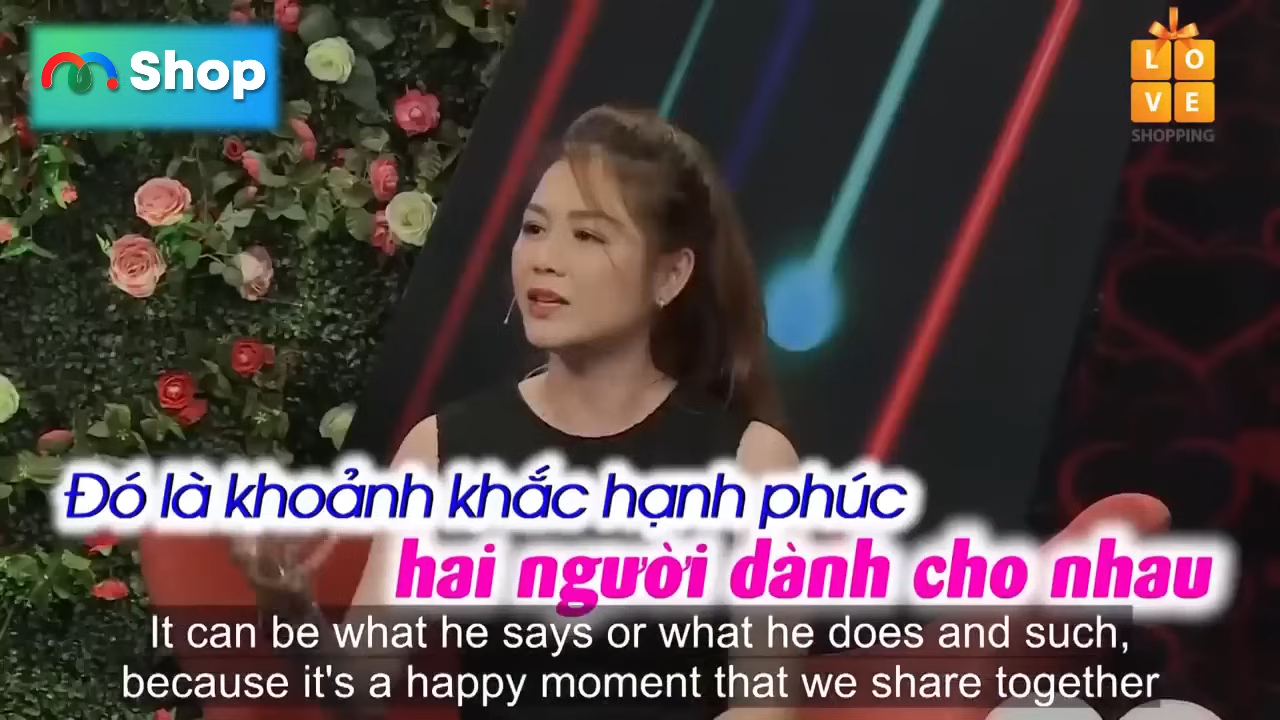 Shop
L O
V E
SHOPPING
Đó là khoảnh khắc hạnh phúc
hai người dành cho nhau
It can be what he says or what he does and such,
because it's a happy moment that we share together